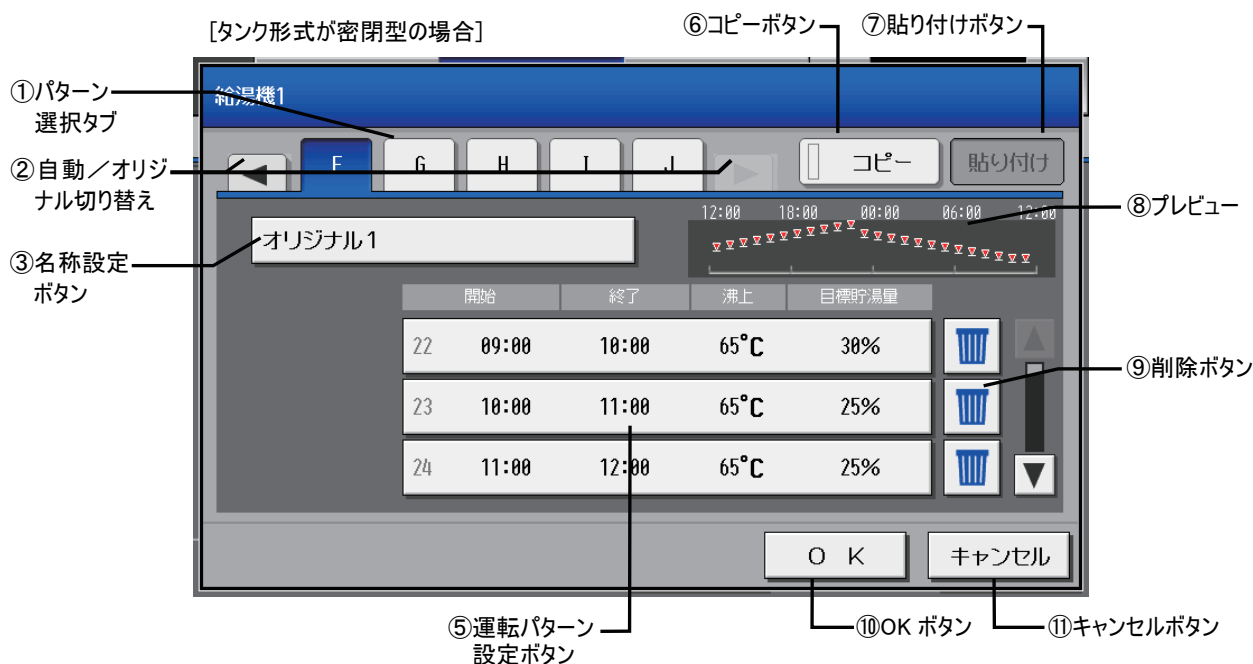 [タンク形式が密閉型の場合]
⑥コピーボタン
⑦貼り付けボタン
①パターン
選択タブ
給湯機1
②自動／オリジ
ナル切り替え
F G H I J
コピー
貼り付け
12:00 18:00 00:00 06:00 12:00
⑧プレビュー
③名称設定
ボタン
オリジナル1
開始 終了 沸上 目標貯湯量
22 09:00 10:00 65°C 30%
23 10:00 11:00 65°C 25%
24 11:00 12:00 65°C 25%
⑨削除ボタン
ＯＫ
キャンセル
⑤運転パターン
設定ボタン
⑩OK ボタン
⑪キャンセルボタン